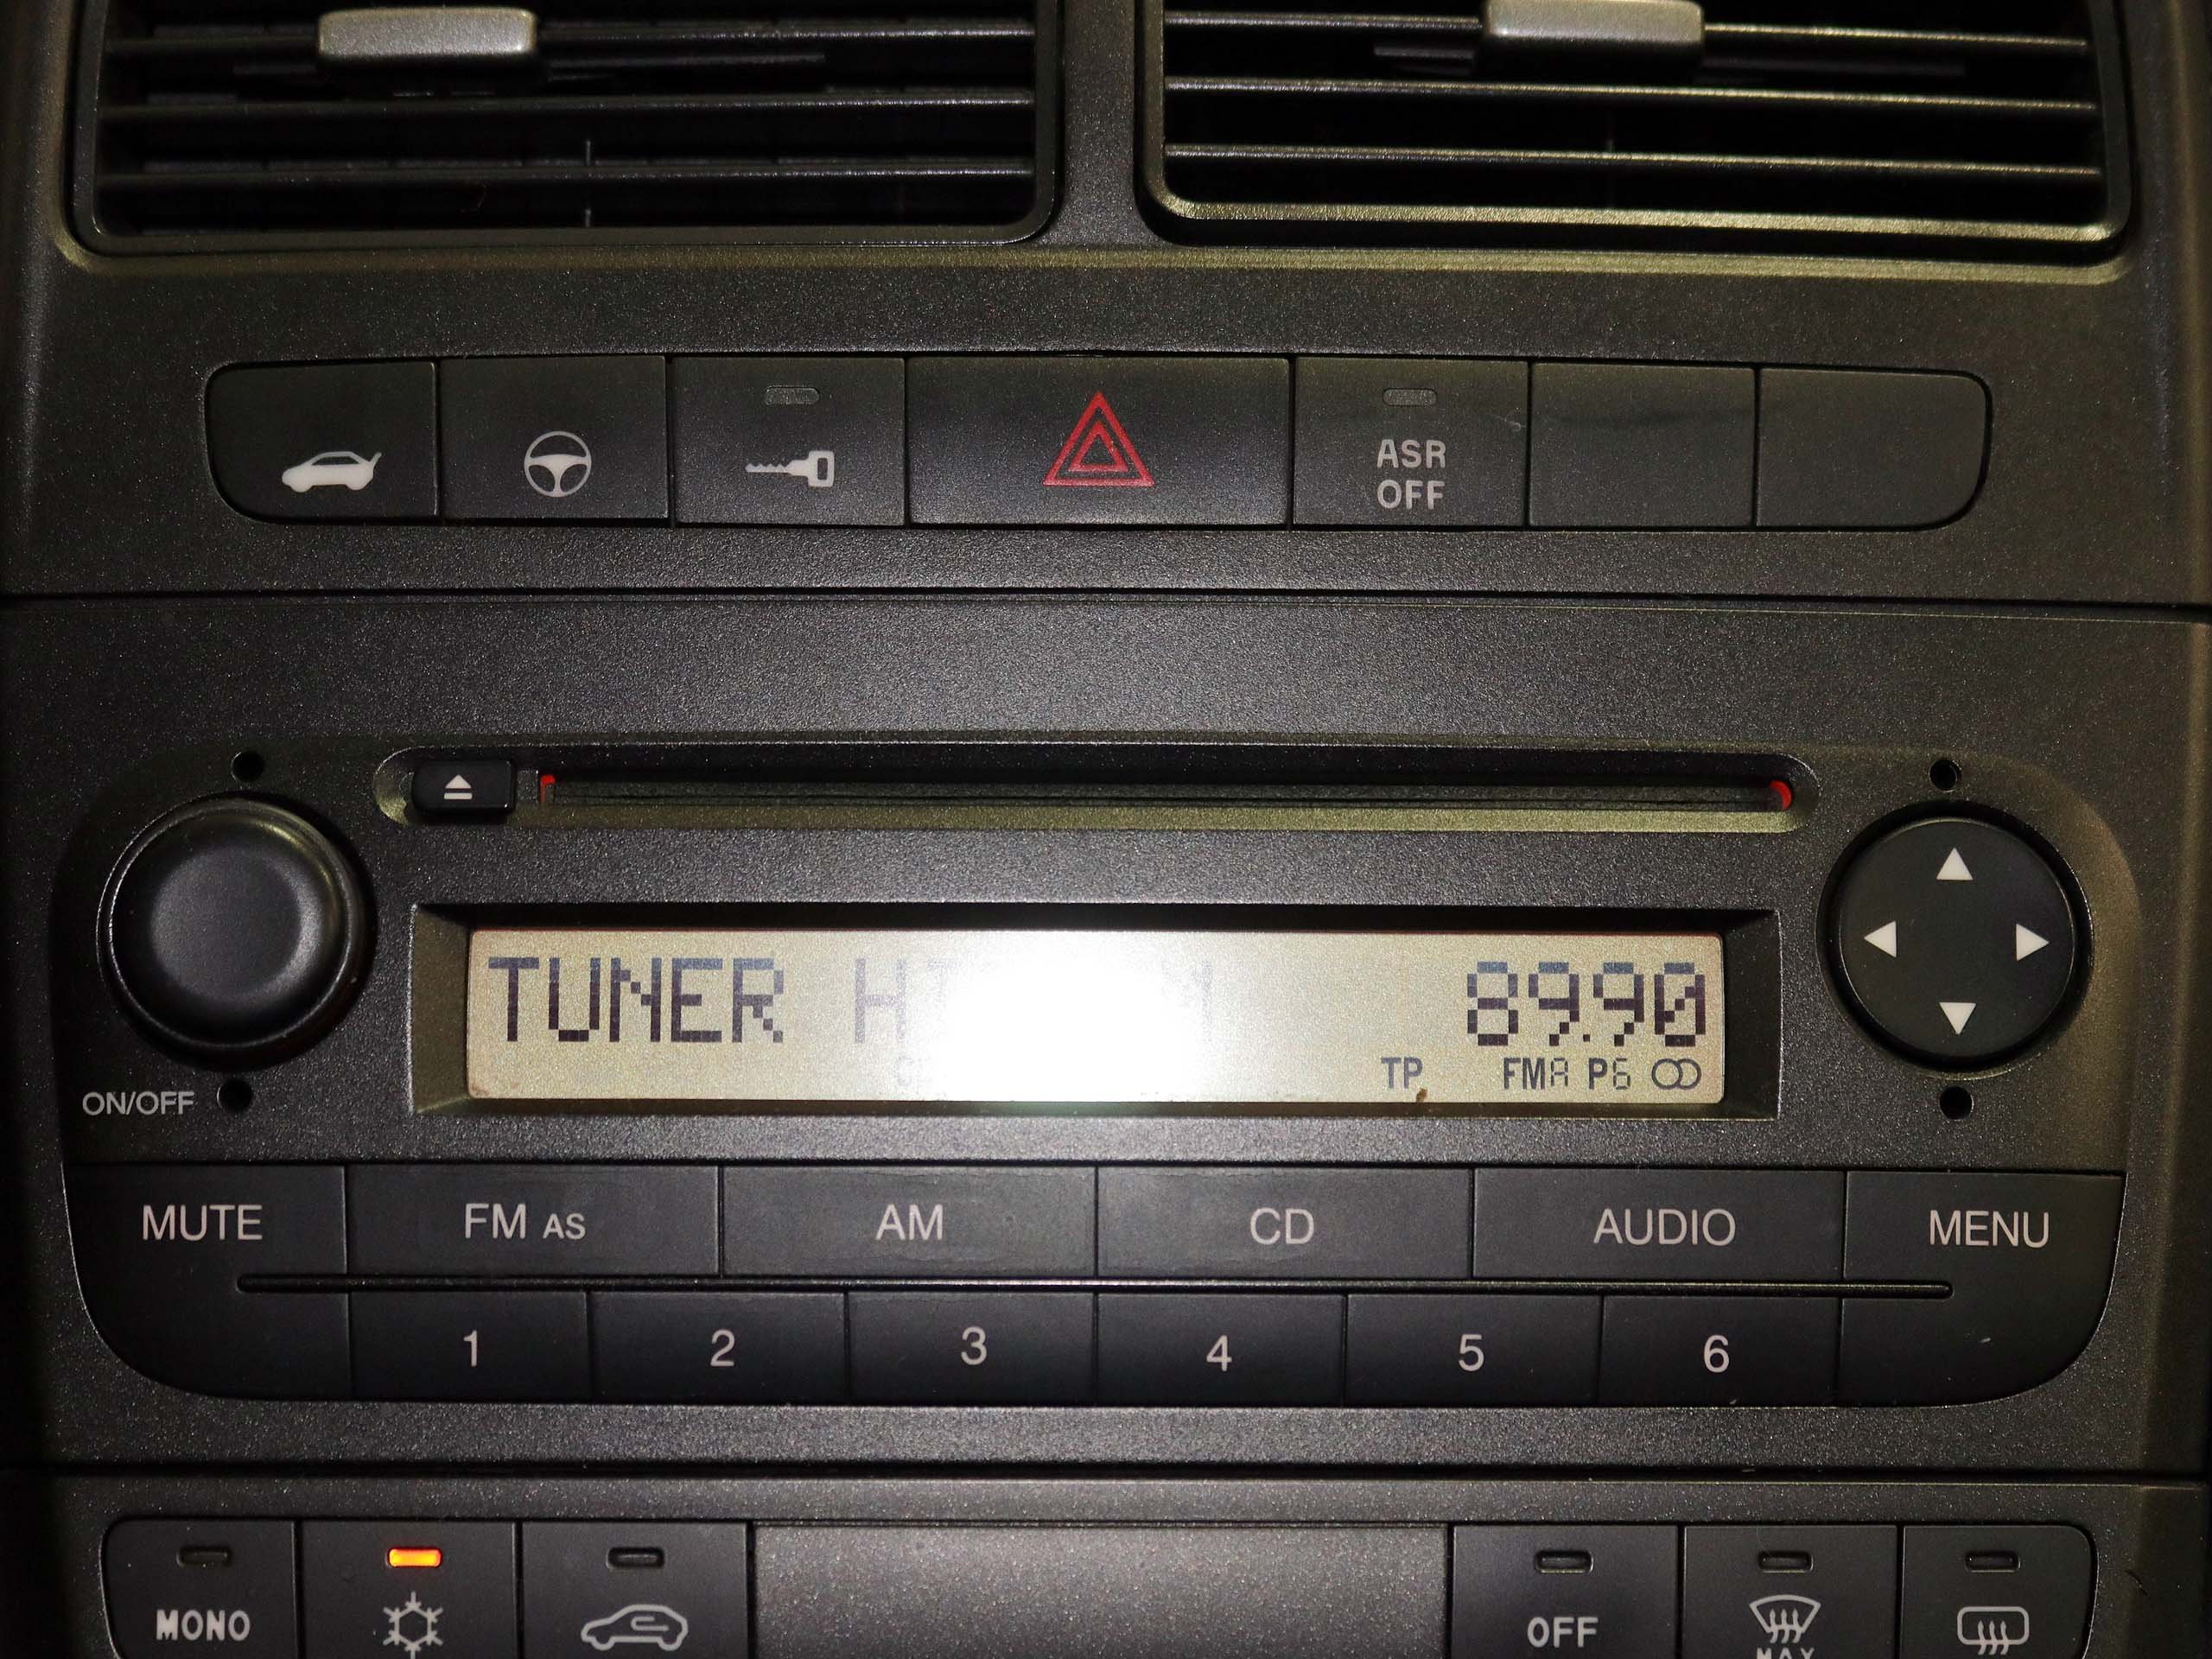 ASR
OFF
TUNER 89.90
TP FMA P6
ON/OFF
MUTE FM AS AM CD AUDIO MENU
1 2 3 4 5 6
MONO OFF MAX